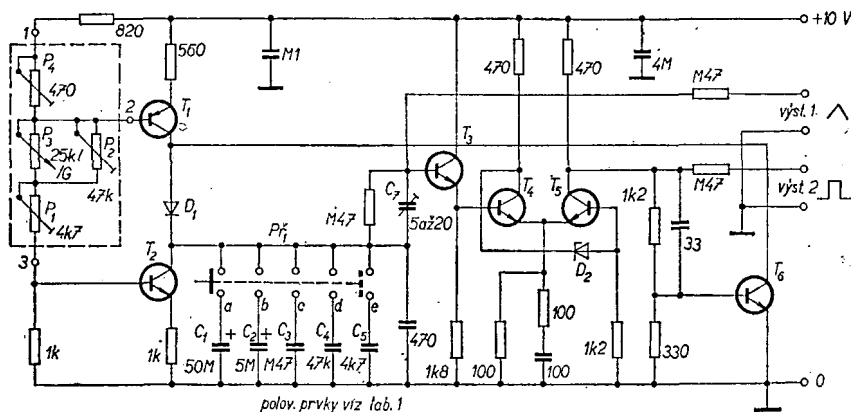 820
1
560
M1
470
470
4M
+10 V
P4
470
2
T1
M47
výst. 1
P3
25k/
/G
P2
47k
T3
C7
5až20
T4
T5
M47
výst. 2
D1
M47
1k2
33
P1
4k7
Př1
D2
T6
3
T2
a
b
c
d
e
100
1k
1k
C1 +
50M
C2 +
5M
C3
M47
C4
47k
C5
4k7
470
1k8
100
100
1k2
330
0
polov. prvky viz tab. 1